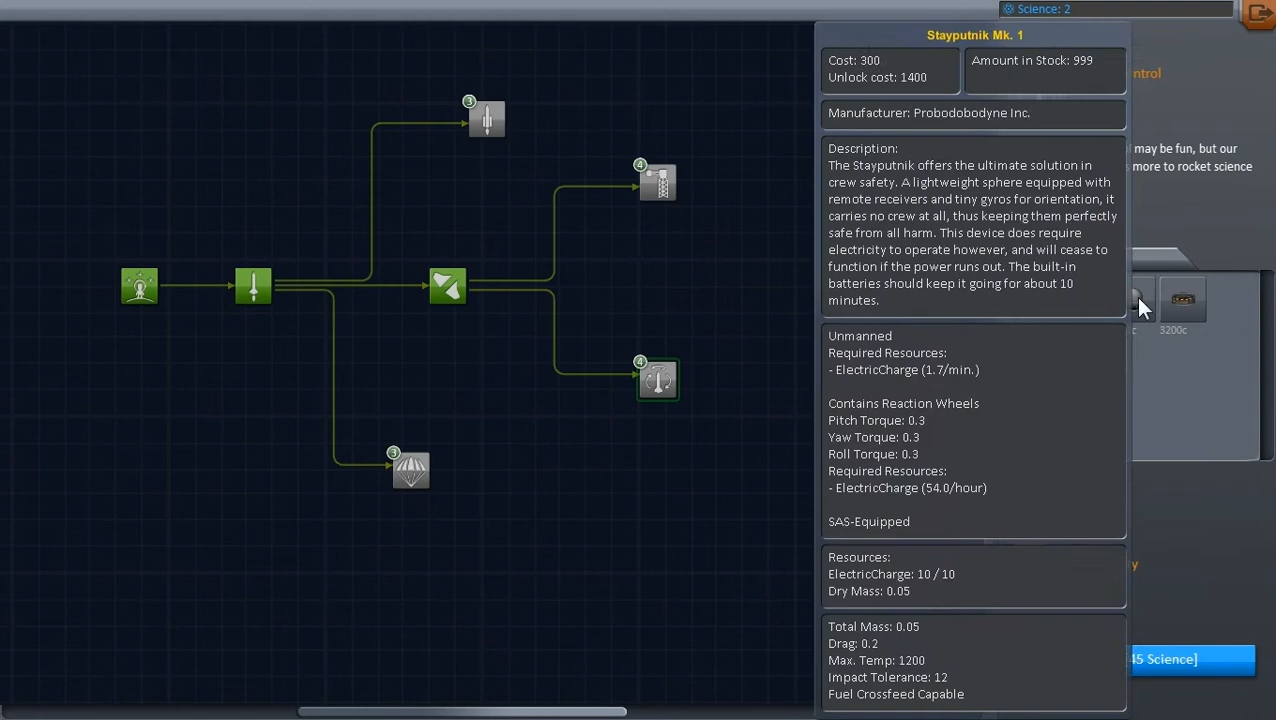 Science: 2
Stayputnik Mk. 1
Cost: 300
Unlock cost: 1400
Amount in Stock: 999
Manufacturer: Probodobodyne Inc.
Description:
The Stayputnik offers the ultimate solution in
crew safety. A lightweight sphere equipped with
remote receivers and tiny gyros for orientation, it
carries no crew at all, thus keeping them perfectly
safe from all harm. This device does require
electricity to operate however, and will cease to
function if the power runs out. The built-in
batteries should keep it going for about 10
minutes.
Unmanned
Required Resources:
- ElectricCharge (1.7/min.)
Contains Reaction Wheels
Pitch Torque: 0.3
Yaw Torque: 0.3
Roll Torque: 0.3
Required Resources:
- ElectricCharge (54.0/hour)
SAS-Equipped
Resources:
ElectricCharge: 10 / 10
Dry Mass: 0.05
Total Mass: 0.05
Drag: 0.2
Max. Temp: 1200
Impact Tolerance: 12
Fuel Crossfeed Capable
3
4
4
3
ntrol
may be fun, but our
more to rocket science
c
3200c
y
45 Science]